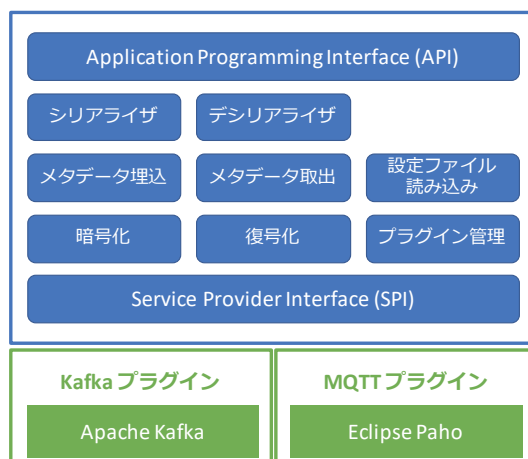 Application Programming Interface (API)
シリアライザ
デシリアライザ
メタデータ埋込
メタデータ取出
設定ファイル
読み込み
暗号化
復号化
プラグイン管理
Service Provider Interface (SPI)
Kafka プラグイン
MQTT プラグイン
Apache Kafka
Eclipse Paho